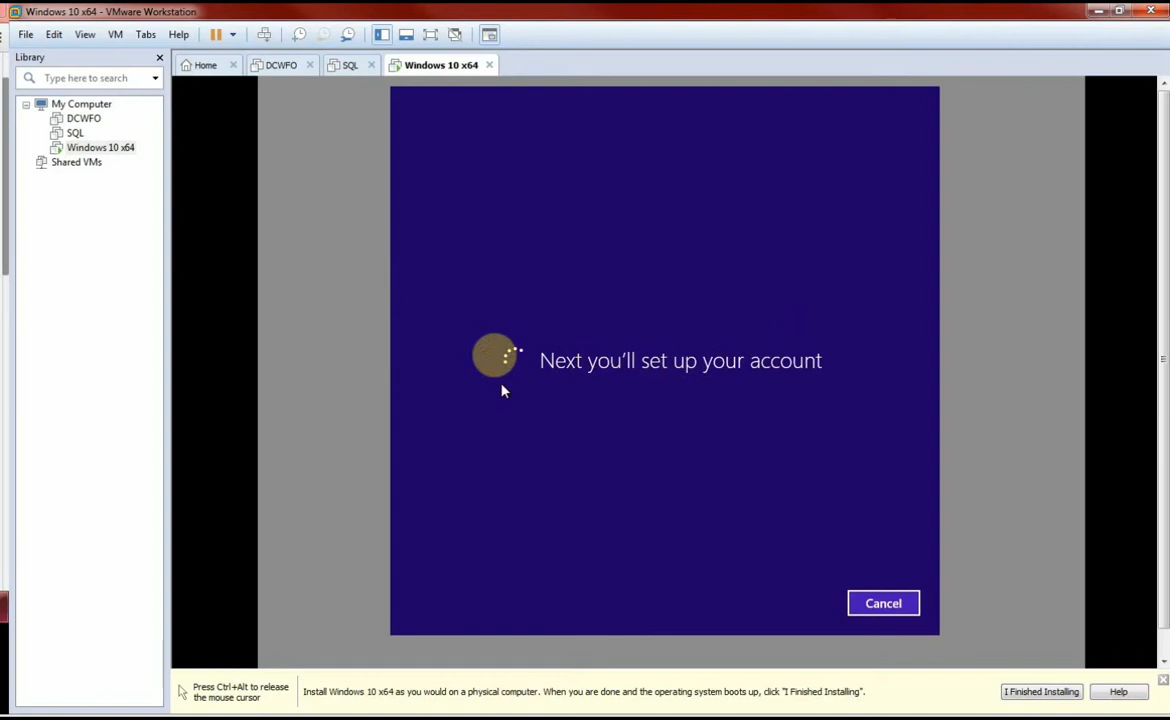 Windows 10 x64 - VMware Workstation
File Edit View VM Tabs Help
Library
Type here to search
My Computer
DCWFO
SQL
Windows 10 x64
Shared VMs
Home DCWFO SQL Windows 10 x64
Next you'll set up your account
Cancel
Press Ctrl+Alt to release
the mouse cursor
Install Windows 10 x64 as you would on a physical computer. When you are done and the operating system boots up, click "I Finished Installing".
I Finished Installing
Help